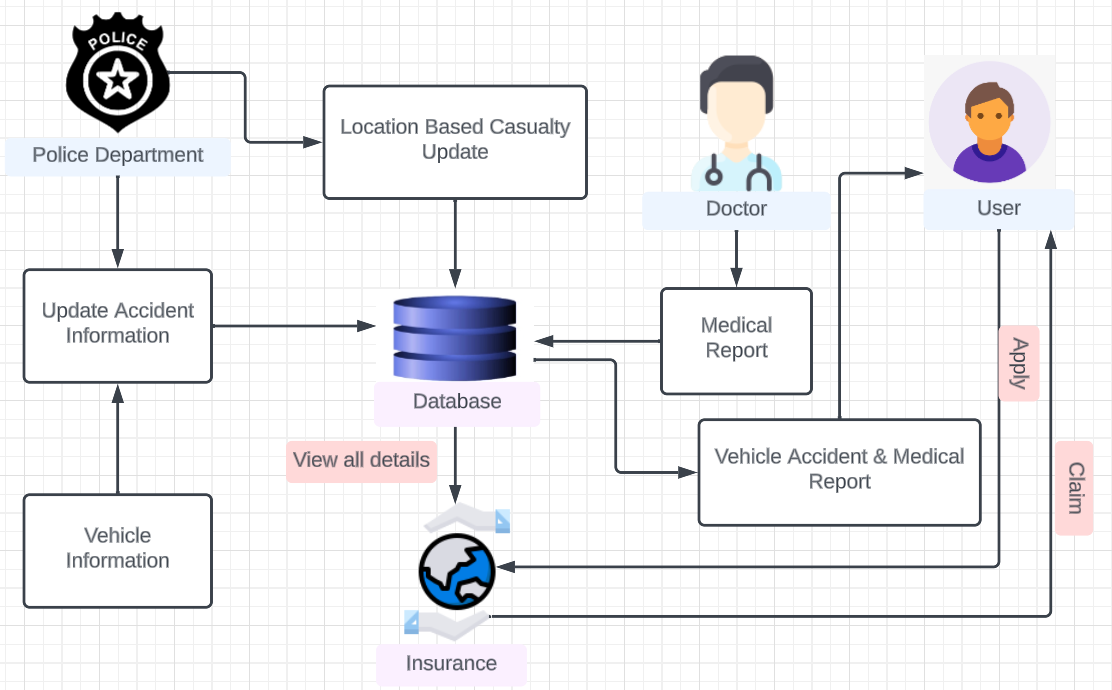 POLICE
Police Department
Location Based Casualty
Update
Doctor
User
Update Accident
Information
Medical
Report
Apply
Database
View all details
Vehicle Accident & Medical
Report
Claim
Vehicle
Information
Insurance